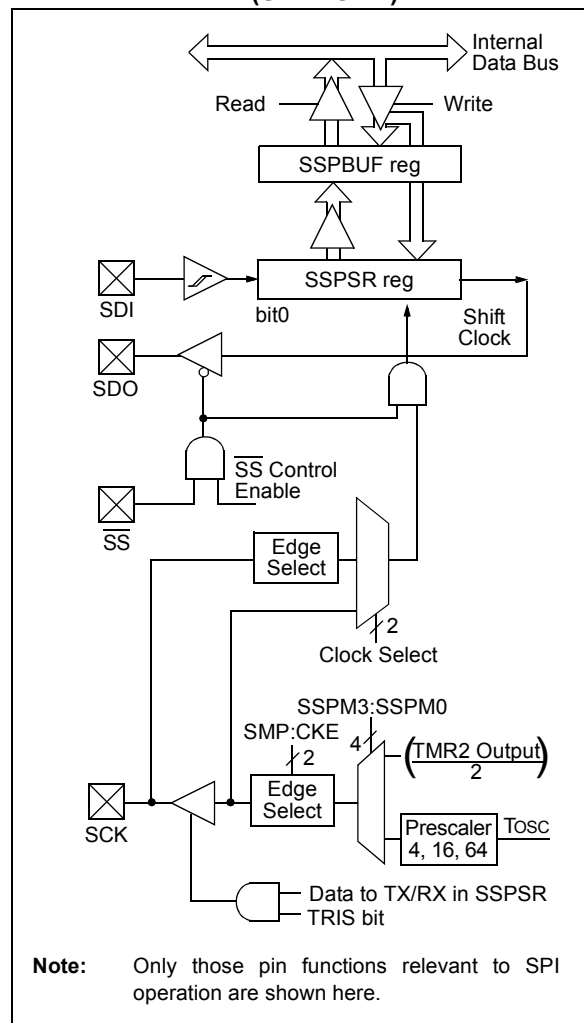 Internal
Data Bus
Read
Write
SSPBUF reg
SSPSR reg
SDI
bit0
Shift
Clock
SDO
SS Control
Enable
SS
Edge
Select
2
Clock Select
SSPM3:SSPM0
SMP:CKE
4
(TMR2 Output)
2
2
Edge
Select
Prescaler
4, 16, 64
TOSC
SCK
Data to TX/RX in SSPSR
TRIS bit
Note: Only those pin functions relevant to SPI
operation are shown here.